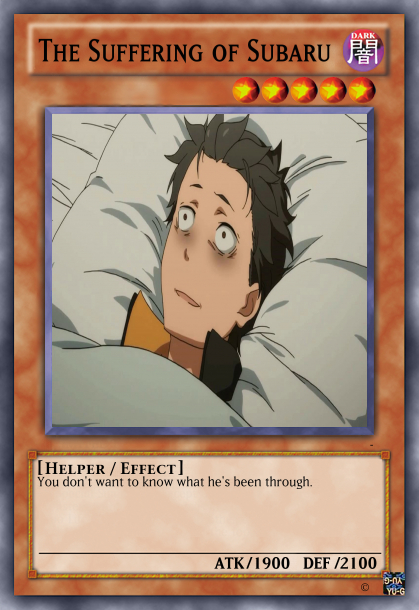 The Suffering of Subaru
DARK
闇
[Helper / Effect]
You don't want to know what he's been through.
ATK/1900 DEF/2100
©
YU-G